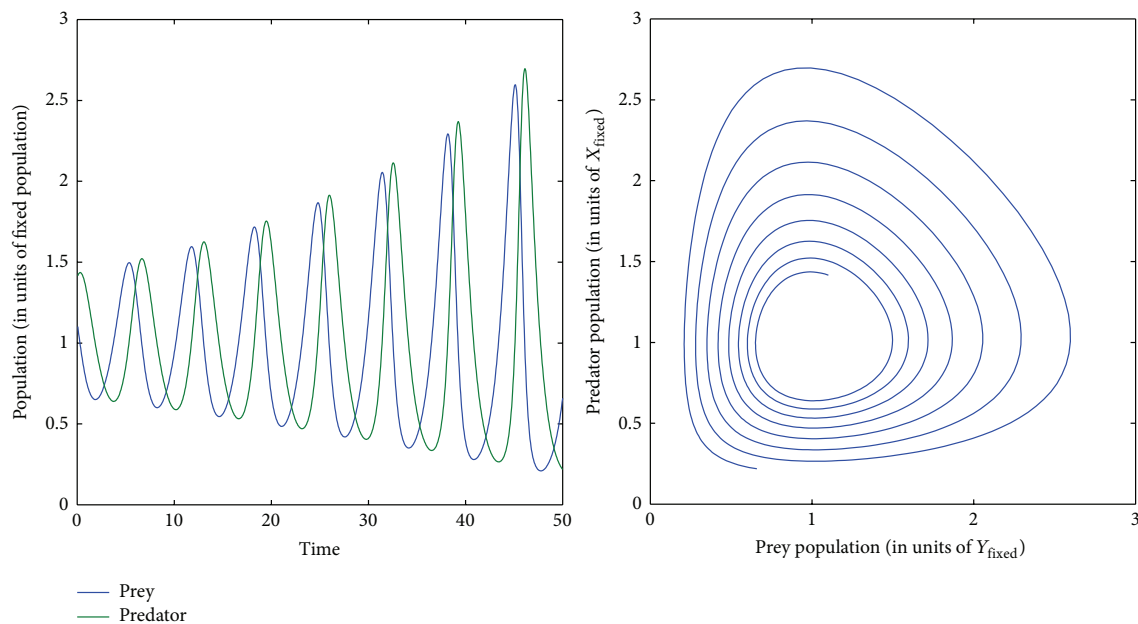 Population (in units of fixed population)
3
2.5
2
1.5
1
0.5
0
0 10 20 30 40 50
Time
Prey
Predator
Predator population (in units of X_fixed)
3
2.5
2
1.5
1
0.5
0
0 1 2 3
Prey population (in units of Y_fixed)